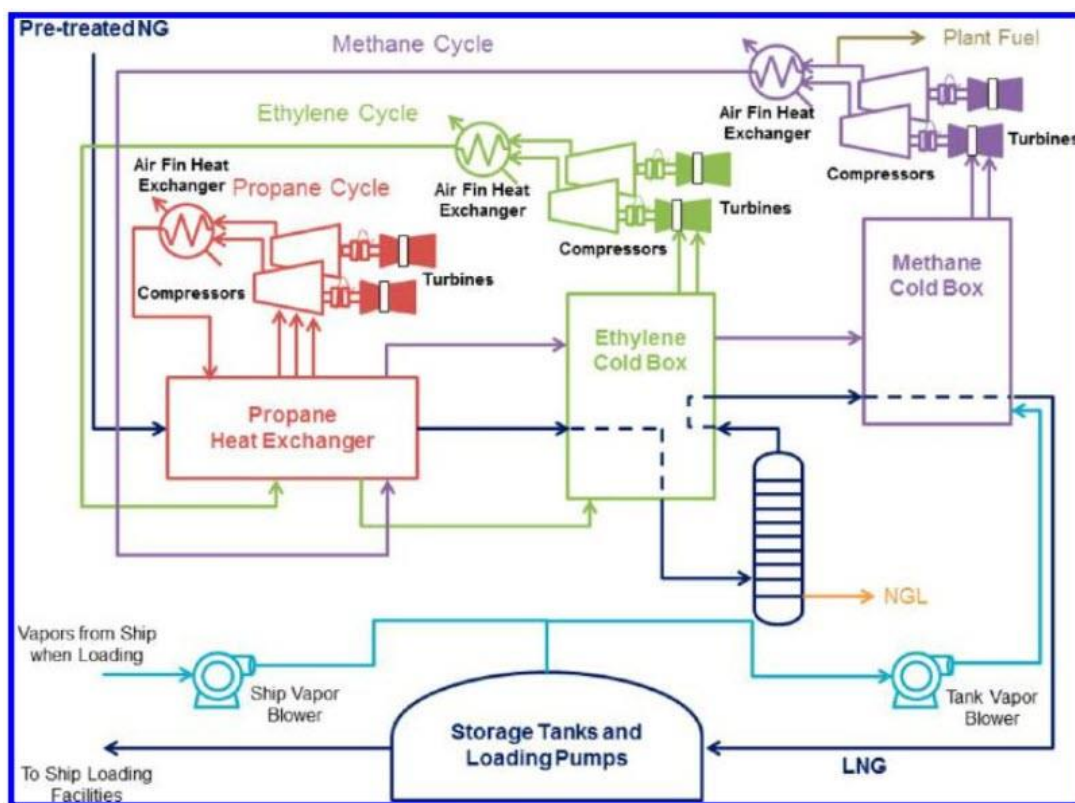 Pre-treated NG
Methane Cycle
Plant Fuel
Air Fin Heat
Exchanger
Turbines
Compressors
Ethylene Cycle
Air Fin Heat
Exchanger
Turbines
Compressors
Air Fin Heat
Exchanger
Propane Cycle
Compressors
Turbines
Methane
Cold Box
Ethylene
Cold Box
Propane
Heat Exchanger
NGL
Vapors from Ship
when Loading
Ship Vapor
Blower
Tank Vapor
Blower
Storage Tanks and
Loading Pumps
LNG
To Ship Loading
Facilities